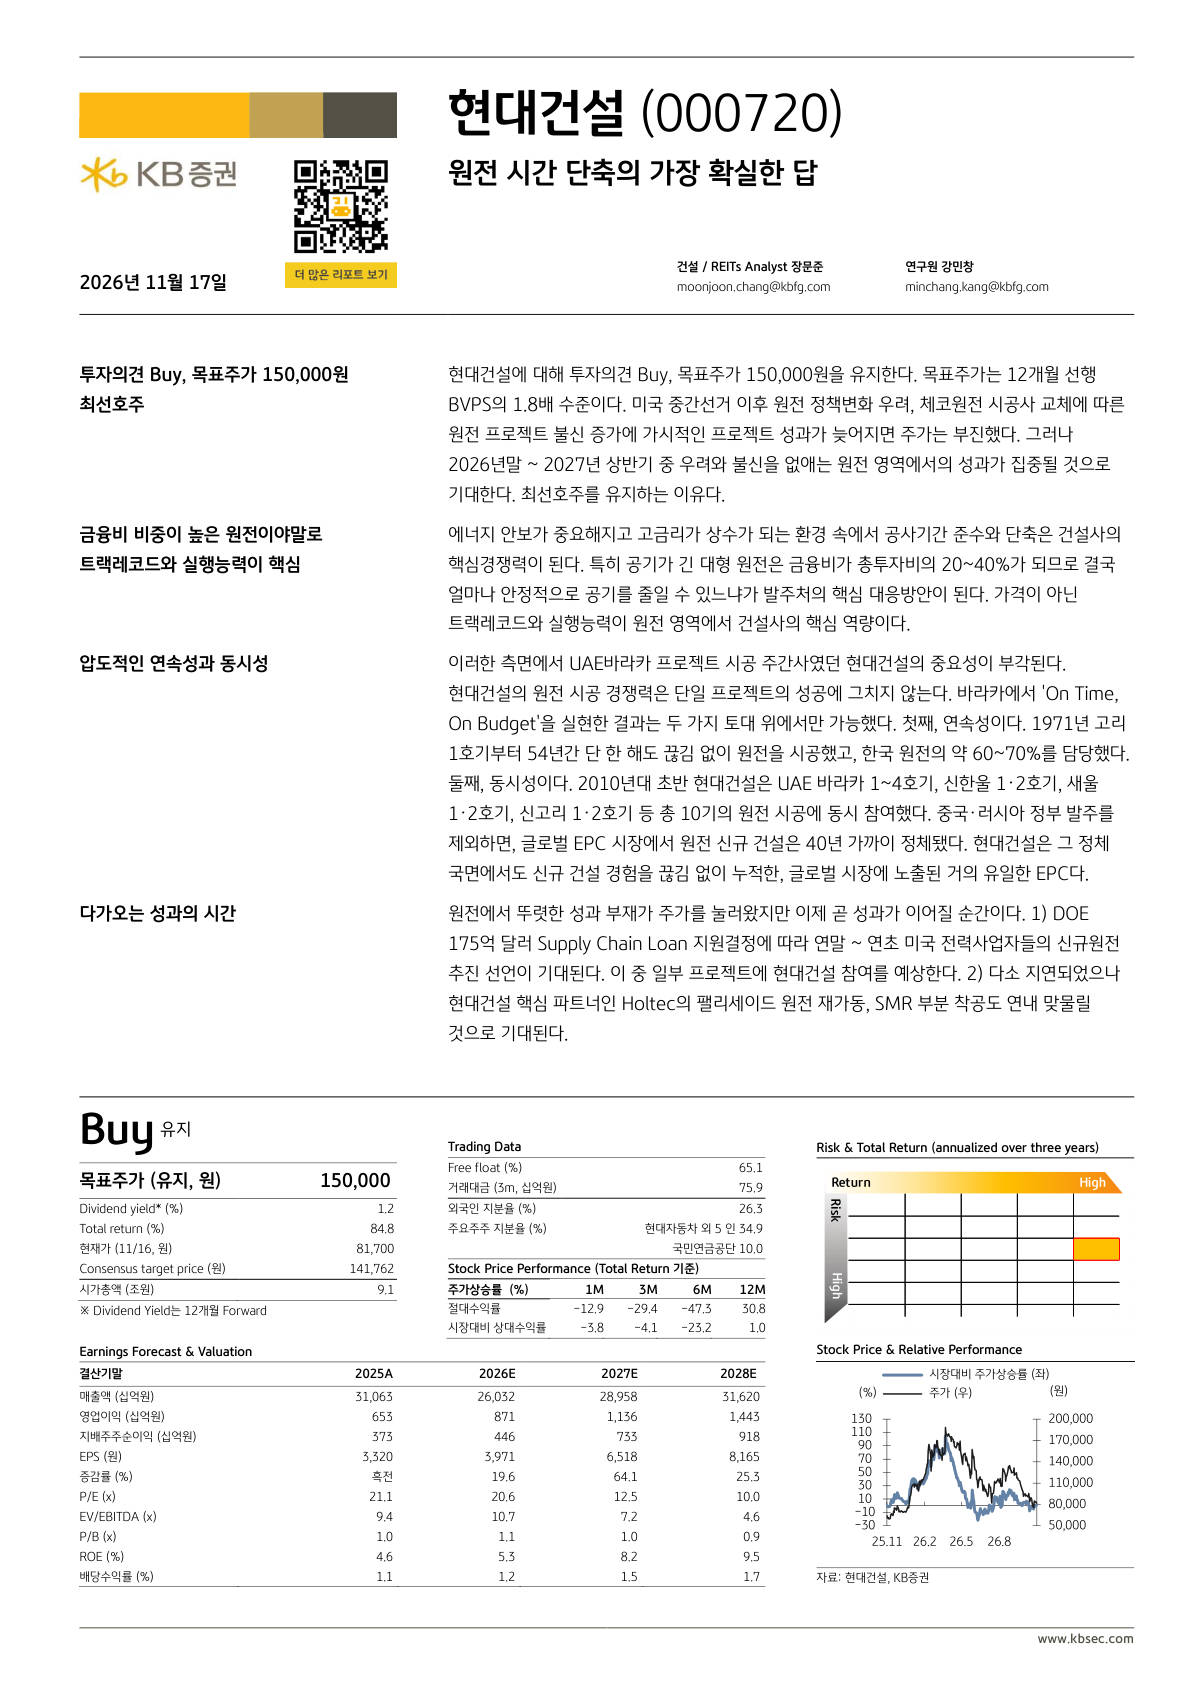 현대건설 (000720)
원전 시간 단축의 가장 확실한 답
KB증권
더 많은 리포트 보기
2026년 11월 17일
건설 / REITs Analyst 장문준
moonjoon.chang@kbfg.com
연구원 강민창
minchang.kang@kbfg.com
투자의견 Buy, 목표주가 150,000원
최선호주
현대건설에 대해 투자의견 Buy, 목표주가 150,000원을 유지한다. 목표주가는 12개월 선행
BVPS의 1.8배 수준이다. 미국 중간선거 이후 원전 정책변화 우려, 체코원전 시공사 교체에 따른
원전 프로젝트 불신 증가에 가시적인 프로젝트 성과가 늦어지면 주가는 부진했다. 그러나
2026년말 ~ 2027년 상반기 중 우려와 불신을 없애는 원전 영역에서의 성과가 집중될 것으로
기대한다. 최선호주를 유지하는 이유다.
금융비 비중이 높은 원전이야말로
트랙레코드와 실행능력이 핵심
에너지 안보가 중요해지고 고금리가 상수가 되는 환경 속에서 공사기간 준수와 단축은 건설사의
핵심경쟁력이 된다. 특히 공기가 긴 대형 원전은 금융비가 총투자비의 20~40%가 되므로 결국
얼마나 안정적으로 공기를 줄일 수 있느냐가 발주처의 핵심 대응방안이 된다. 가격이 아닌
트랙레코드와 실행능력이 원전 영역에서 건설사의 핵심 역량이다.
압도적인 연속성과 동시성
이러한 측면에서 UAE바라카 프로젝트 시공 주간사였던 현대건설의 중요성이 부각된다.
현대건설의 원전 시공 경쟁력은 단일 프로젝트의 성공에 그치지 않는다. 바라카에서 'On Time,
On Budget'을 실현한 결과는 두 가지 토대 위에서만 가능했다. 첫째, 연속성이다. 1971년 고리
1호기부터 54년간 단 한 해도 끊김 없이 원전을 시공했고, 한국 원전의 약 60~70%를 담당했다.
둘째, 동시성이다. 2010년대 초반 현대건설은 UAE 바라카 1~4호기, 신한울 1·2호기, 새울
1·2호기, 신고리 1·2호기 등 총 10기의 원전 시공에 동시 참여했다. 중국·러시아 정부 발주를
제외하면, 글로벌 EPC 시장에서 원전 신규 건설은 40년 가까이 정체됐다. 현대건설은 그 정체
국면에서도 신규 건설 경험을 끊김 없이 누적한, 글로벌 시장에 노출된 거의 유일한 EPC다.
다가오는 성과의 시간
원전에서 뚜렷한 성과 부재가 주가를 눌러왔지만 이제 곧 성과가 이어질 순간이다. 1) DOE
175억 달러 Supply Chain Loan 지원결정에 따라 연말 ~ 연초 미국 전력사업자들의 신규원전
추진 선언이 기대된다. 이 중 일부 프로젝트에 현대건설 참여를 예상한다. 2) 다소 지연되었으나
현대건설 핵심 파트너인 Holtec의 팰리세이드 원전 재가동, SMR 부분 착공도 연내 맞물릴
것으로 기대된다.
Buy 유지
목표주가 (유지, 원) 150,000
Dividend yield* (%) 1.2
Total return (%) 84.8
현재가 (11/16, 원) 81,700
Consensus target price (원) 141,762
시가총액 (조원) 9.1
※ Dividend Yield는 12개월 Forward
Trading Data
Free float (%) 65.1
거래대금 (3m, 십억원) 75.9
외국인 지분율 (%) 26.3
주요주주 지분율 (%) 현대자동차 외 5 인 34.9
국민연금공단 10.0
Stock Price Performance (Total Return 기준)
주가상승률 (%) 1M 3M 6M 12M
절대수익률 -12.9 -29.4 -47.3 30.8
시장대비 상대수익률 -3.8 -4.1 -23.2 1.0
Risk & Total Return (annualized over three years)
Return High
Risk
High
Earnings Forecast & Valuation
결산기말 2025A 2026E 2027E 2028E
매출액 (십억원) 31,063 26,032 28,958 31,620
영업이익 (십억원) 653 871 1,136 1,443
지배주주순이익 (십억원) 373 446 733 918
EPS (원) 3,320 3,971 6,518 8,165
증감률 (%) 흑전 19.6 64.1 25.3
P/E (x) 21.1 20.6 12.5 10.0
EV/EBITDA (x) 9.4 10.7 7.2 4.6
P/B (x) 1.0 1.1 1.0 0.9
ROE (%) 4.6 5.3 8.2 9.5
배당수익률 (%) 1.1 1.2 1.5 1.7
Stock Price & Relative Performance
시장대비 주가상승률 (좌)
(%) 주가 (우) (원)
130 200,000
110 170,000
90
70 140,000
50
30 110,000
10 80,000
-10
-30 50,000
25.11 26.2 26.5 26.8
자료: 현대건설, KB증권
www.kbsec.com